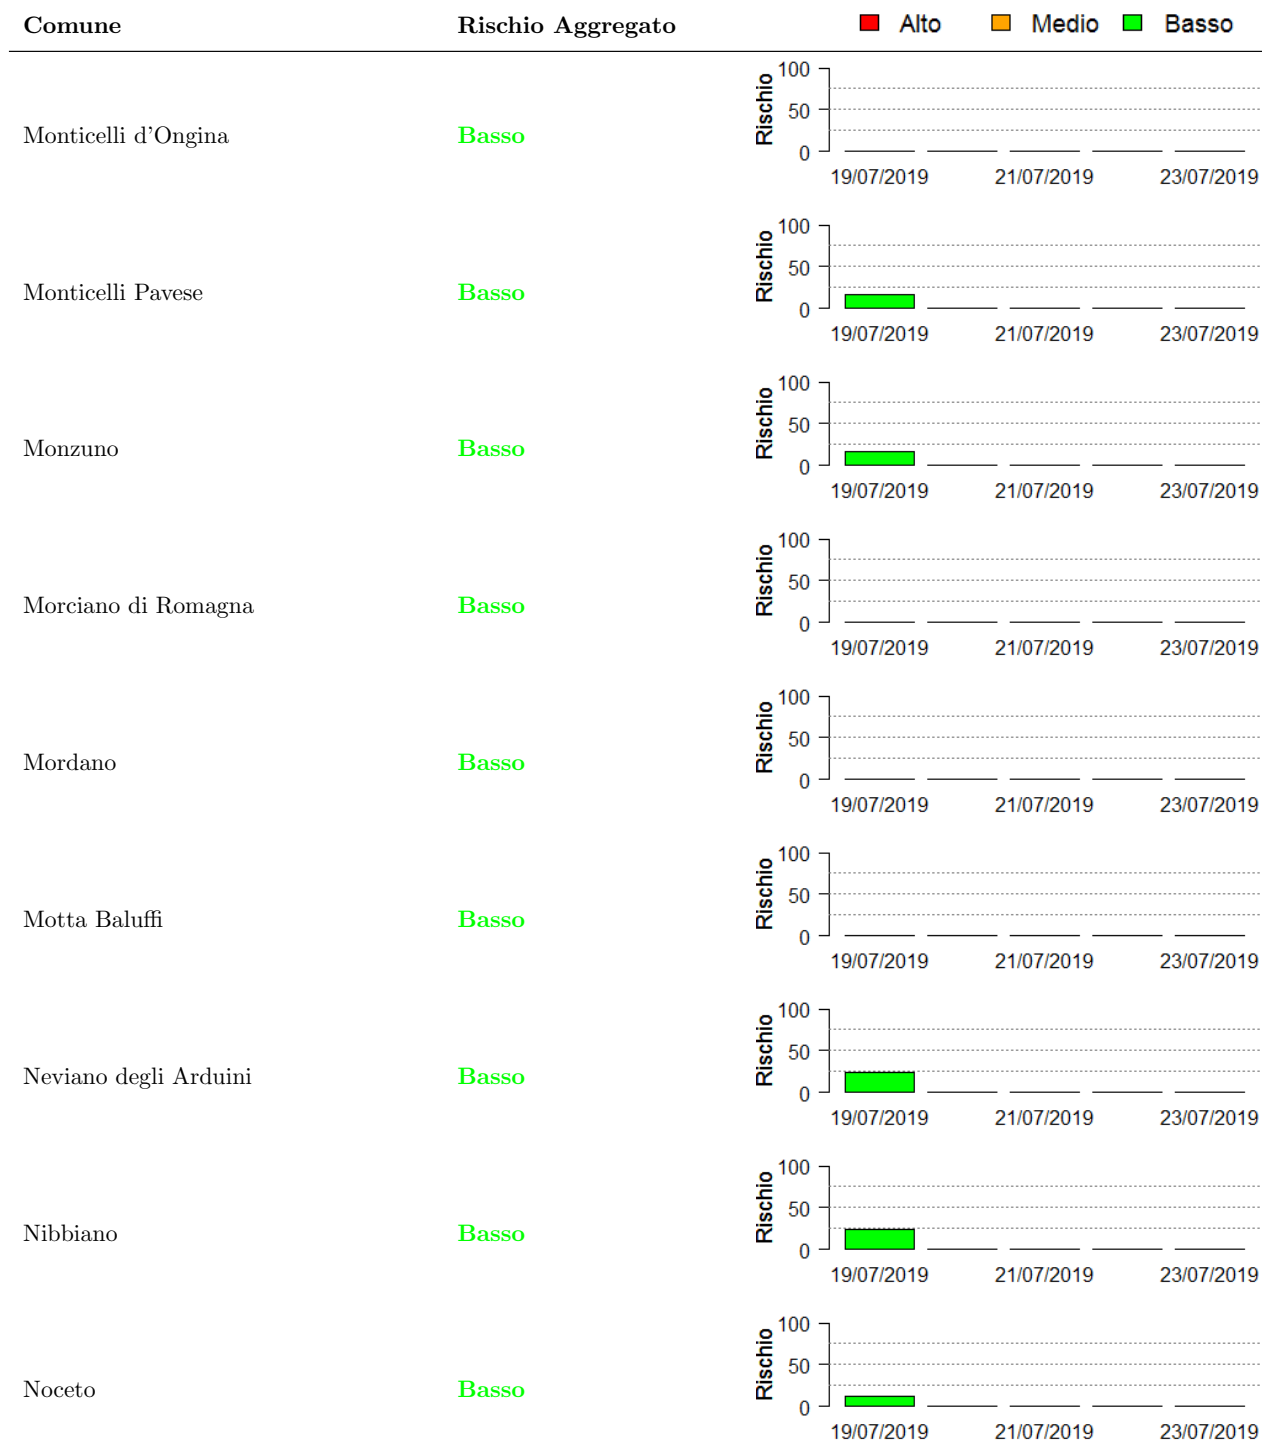 Comune Rischio Aggregato Alto Medio Basso
Monticelli d'Ongina Basso
Rischio
100
50
0
19/07/2019 21/07/2019 23/07/2019
Monticelli Pavese Basso
Rischio
100
50
0
19/07/2019 21/07/2019 23/07/2019
Monzuno Basso
Rischio
100
50
0
19/07/2019 21/07/2019 23/07/2019
Morciano di Romagna Basso
Rischio
100
50
0
19/07/2019 21/07/2019 23/07/2019
Mordano Basso
Rischio
100
50
0
19/07/2019 21/07/2019 23/07/2019
Motta Baluffi Basso
Rischio
100
50
0
19/07/2019 21/07/2019 23/07/2019
Neviano degli Arduini Basso
Rischio
100
50
0
19/07/2019 21/07/2019 23/07/2019
Nibbiano Basso
Rischio
100
50
0
19/07/2019 21/07/2019 23/07/2019
Noceto Basso
Rischio
100
50
0
19/07/2019 21/07/2019 23/07/2019